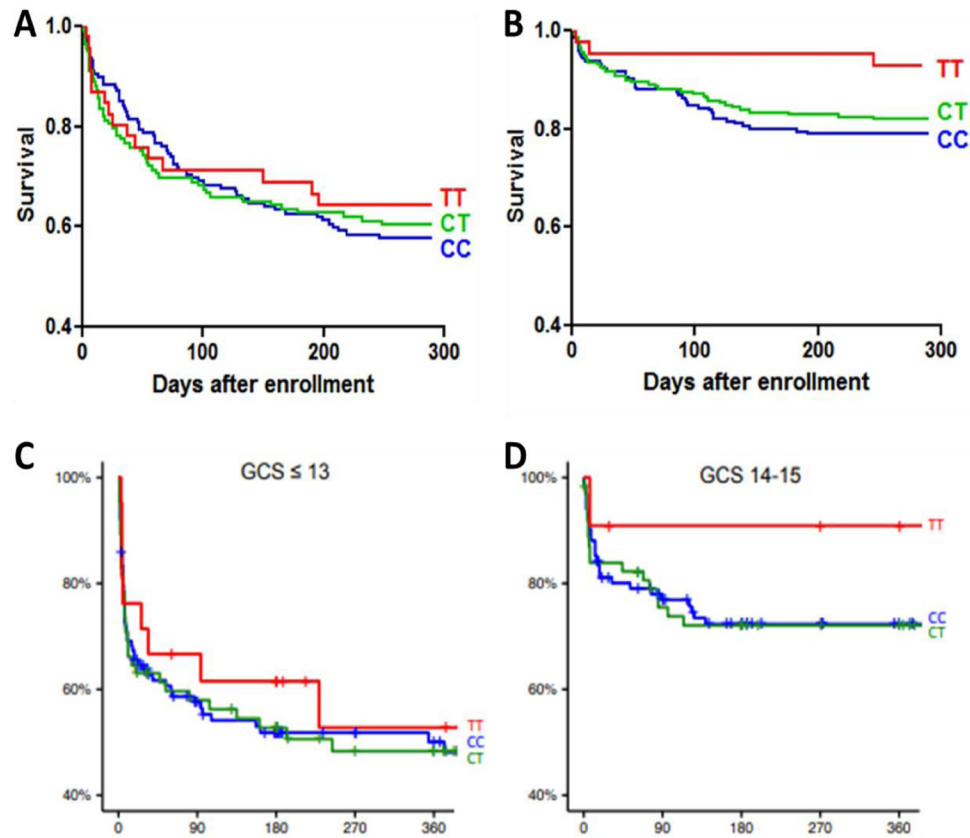 A
1.0
0.8
0.6
0.4
Survival
0
100
200
300
Days after enrollment
TT
CT
CC
B
1.0
0.8
0.6
0.4
Survival
0
100
200
300
Days after enrollment
TT
CT
CC
C
GCS ≤ 13
100%
80%
60%
40%
0
90
180
270
360
TT
CC
CT
D
GCS 14-15
100%
80%
60%
40%
0
90
180
270
360
TT
CC
CT